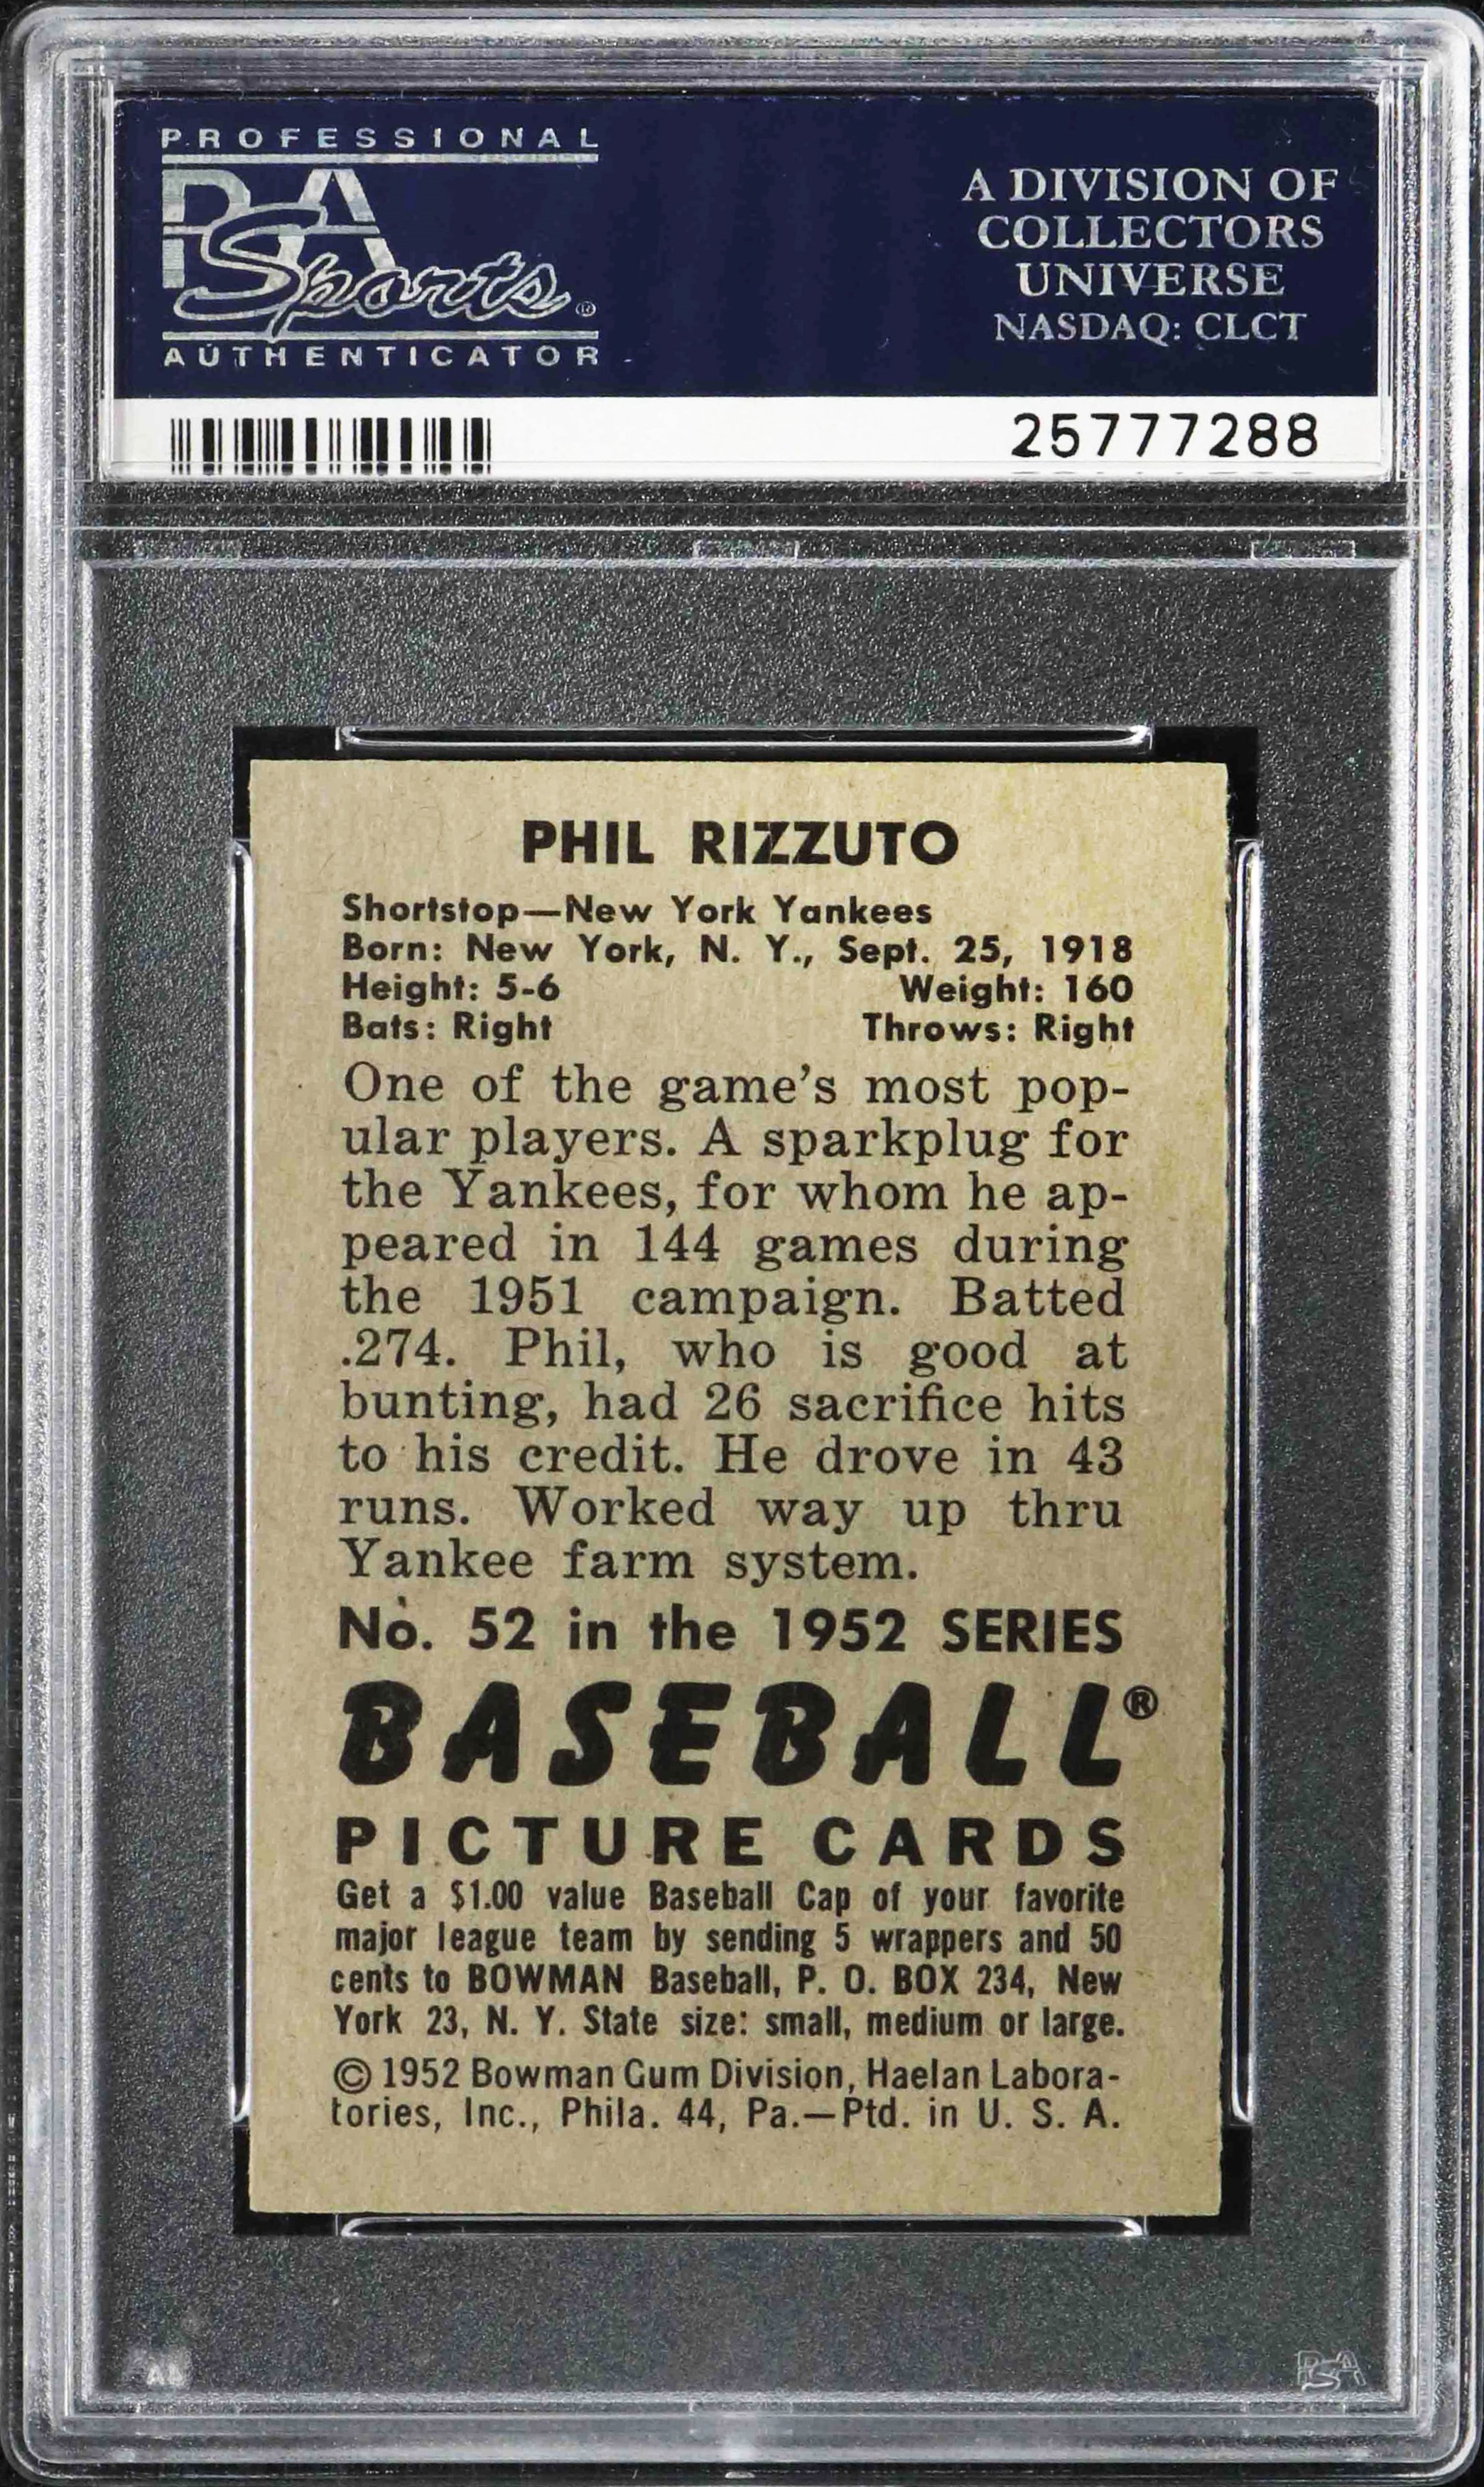 PROFESSIONAL
PSA
Sports®
AUTHENTICATOR
A DIVISION OF
COLLECTORS
UNIVERSE
NASDAQ: CLCT
25777288
PHIL RIZZUTO
Shortstop—New York Yankees
Born: New York, N. Y., Sept. 25, 1918
Height: 5-6 Weight: 160
Bats: Right Throws: Right
One of the game's most pop-
ular players. A sparkplug for
the Yankees, for whom he ap-
peared in 144 games during
the 1951 campaign. Batted
.274. Phil, who is good at
bunting, had 26 sacrifice hits
to his credit. He drove in 43
runs. Worked way up thru
Yankee farm system.
No. 52 in the 1952 SERIES
BASEBALL®
PICTURE CARDS
Get a $1.00 value Baseball Cap of your favorite
major league team by sending 5 wrappers and 50
cents to BOWMAN Baseball, P. O. BOX 234, New
York 23, N. Y. State size: small, medium or large.
© 1952 Bowman Gum Division, Haelan Labora-
tories, Inc., Phila. 44, Pa.—Ptd. in U. S. A.
PSA